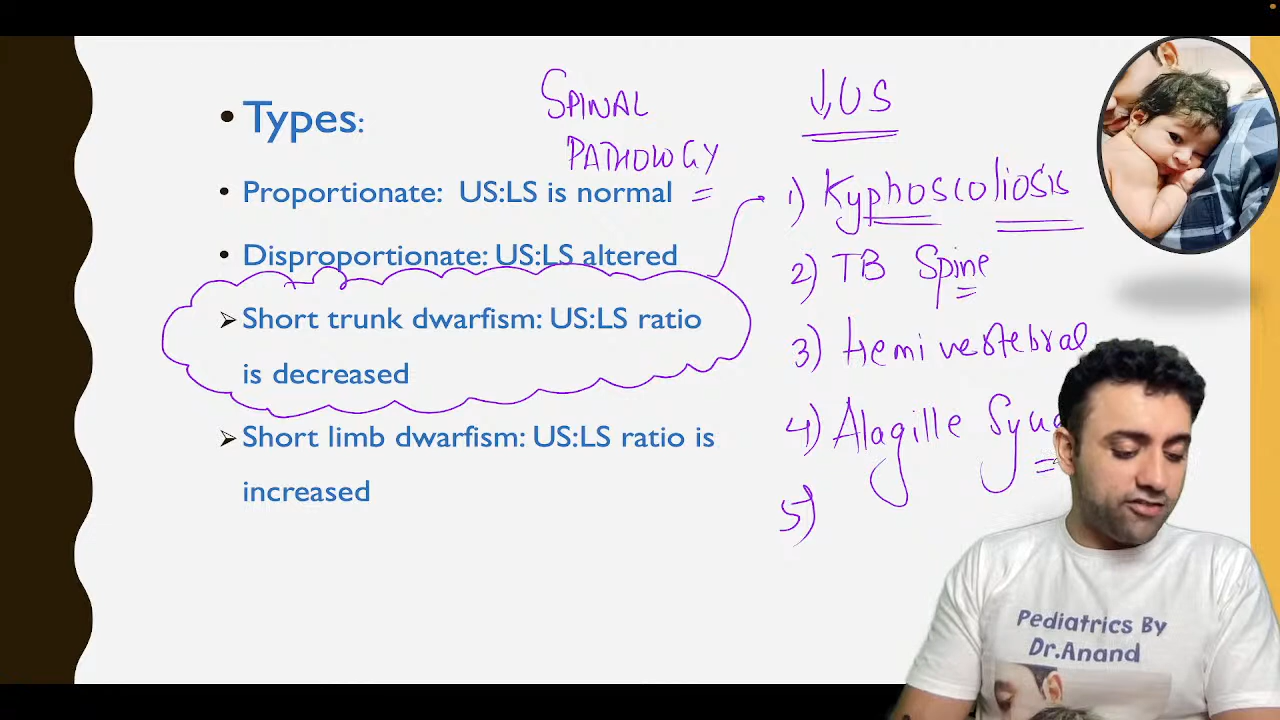 • Types:
• Proportionate: US:LS is normal
• Disproportionate: US:LS altered
➤ Short trunk dwarfism: US:LS ratio
is decreased
➤ Short limb dwarfism: US:LS ratio is
increased
SPINAL
PATHOLOGY
↓US
1) Kyphoscoliosis
2) TB Spine
3) Hemivertebral
4) Alagille
5)
Pediatrics By
Dr.Anand